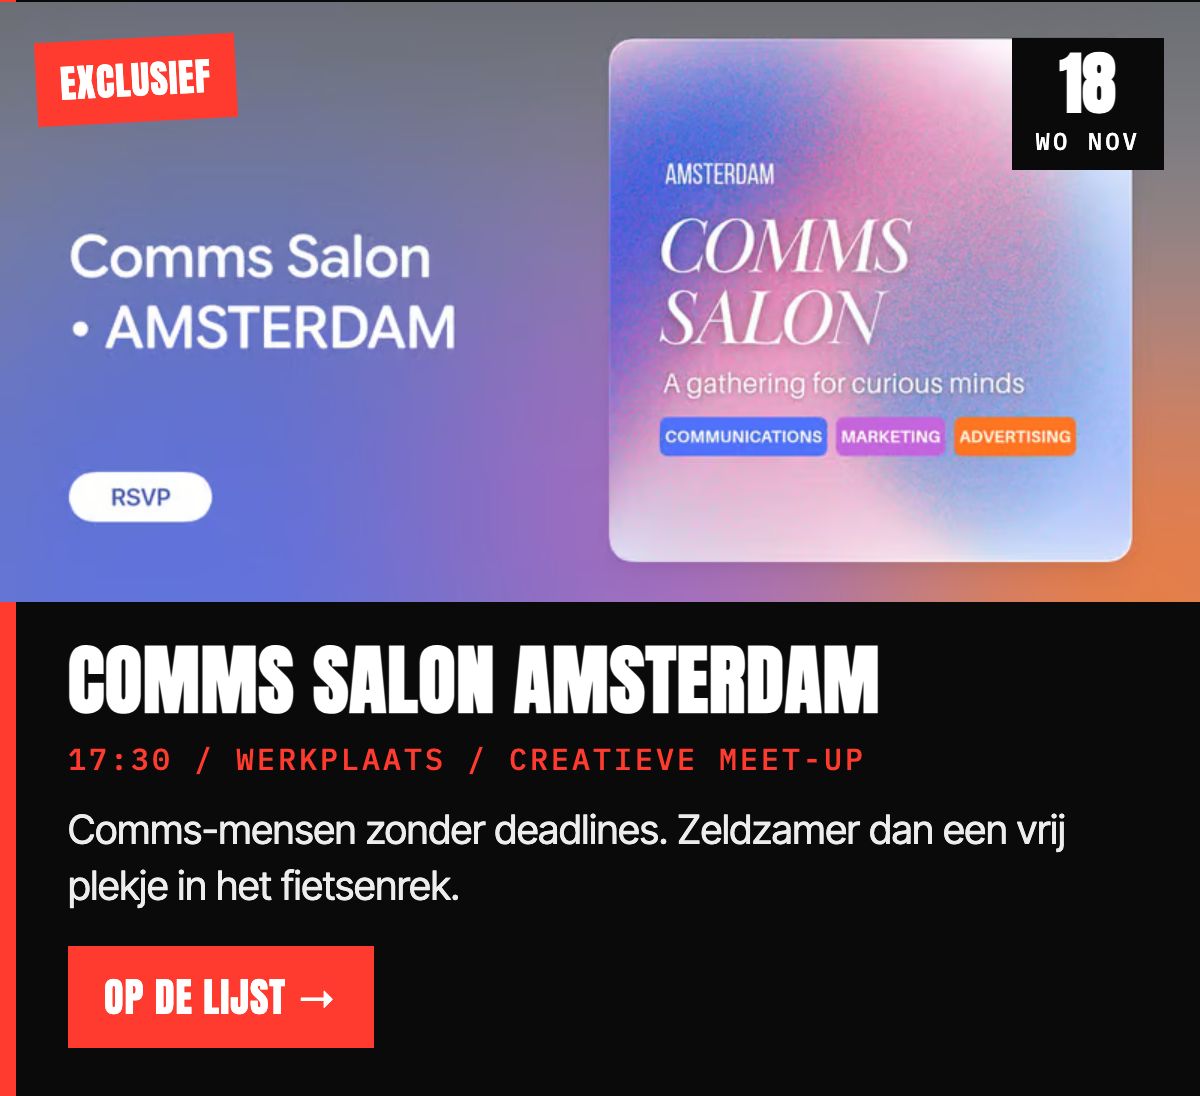 EXCLUSIEF
18
WO NOV
Comms Salon
• AMSTERDAM
RSVP
AMSTERDAM
COMMS
SALON
A gathering for curious minds
COMMUNICATIONS MARKETING ADVERTISING
COMMS SALON AMSTERDAM
17:30 / WERKPLAATS / CREATIEVE MEET-UP
Comms-mensen zonder deadlines. Zeldzamer dan een vrij
plekje in het fietsenrek.
OP DE LIJST →